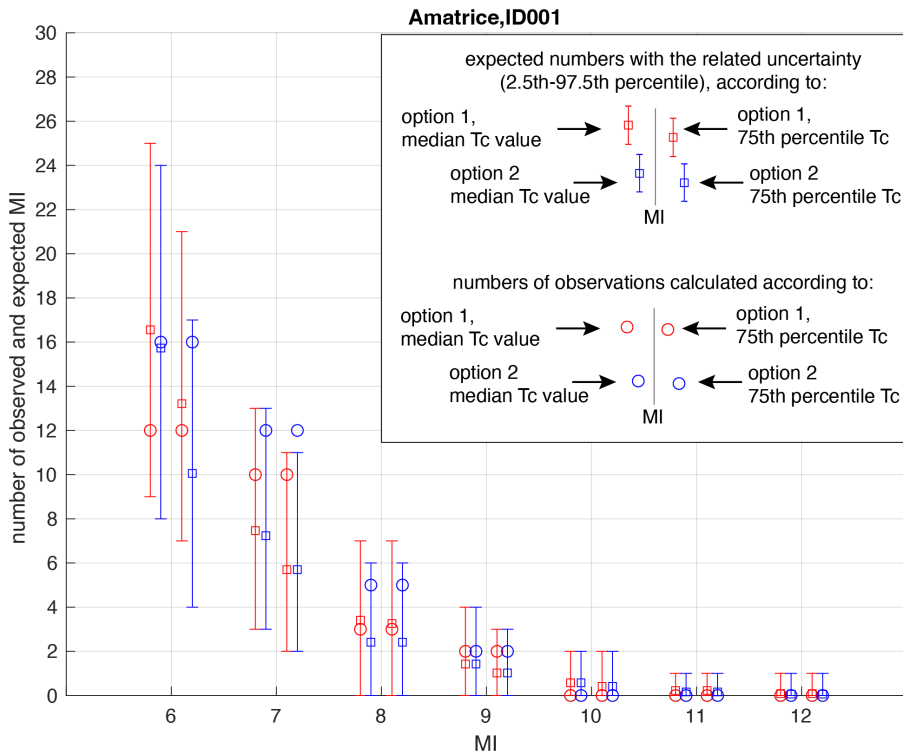 Amatrice,ID001
number of observed and expected MI
30
28
26
24
22
20
18
16
14
12
10
8
6
4
2
0
expected numbers with the related uncertainty
(2.5th-97.5th percentile), according to:
option 1,
median Tc value
option 1,
75th percentile Tc
option 2
median Tc value
option 2
75th percentile Tc
MI
numbers of observations calculated according to:
option 1,
median Tc value
option 1,
75th percentile Tc
option 2
median Tc value
option 2
75th percentile Tc
MI
6 7 8 9 10 11 12
MI